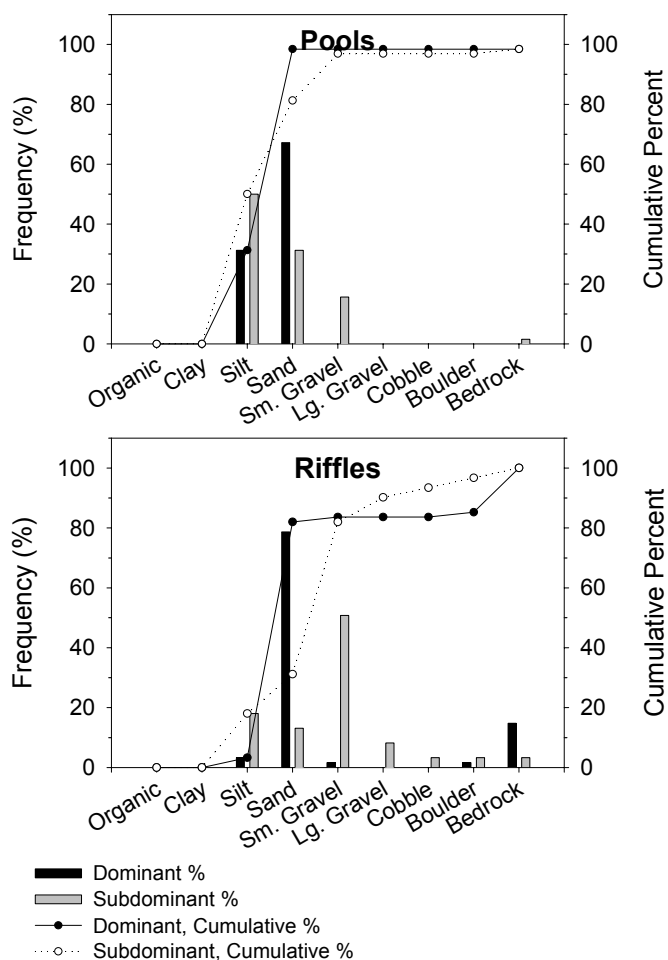 Pools
Frequency (%)
100
80
60
40
20
0
100
80
60
40
20
0
Cumulative Percent
Organic
Clay
Silt
Sand
Sm. Gravel
Lg. Gravel
Cobble
Boulder
Bedrock
Riffles
Frequency (%)
100
80
60
40
20
0
100
80
60
40
20
0
Cumulative Percent
Organic
Clay
Silt
Sand
Sm. Gravel
Lg. Gravel
Cobble
Boulder
Bedrock
Dominant %
Subdominant %
Dominant, Cumulative %
Subdominant, Cumulative %